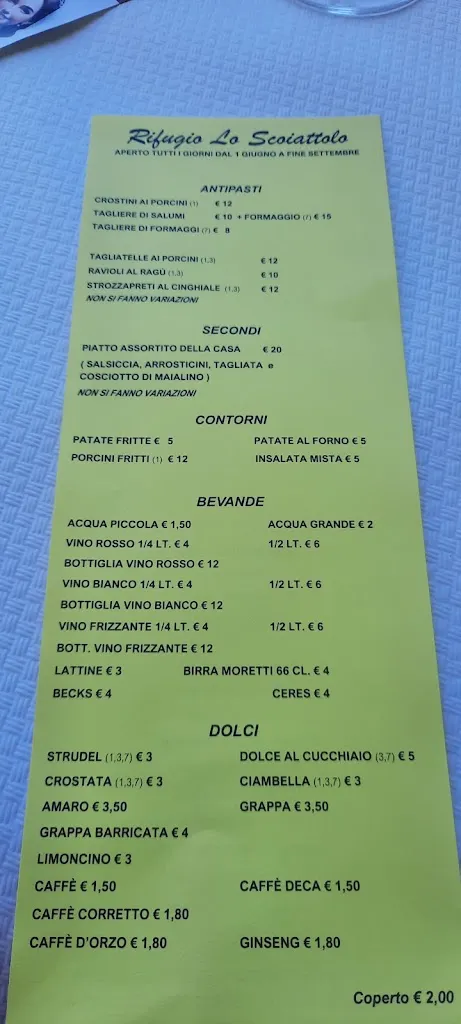 Rifugio Lo Scoiattolo
APERTO TUTTI I GIORNI DAL 1 GIUGNO A FINE SETTEMBRE
ANTIPASTI
CROSTINI AI PORCINI (1) € 12
TAGLIERE DI SALUMI € 10 + FORMAGGIO (7) € 15
TAGLIERE DI FORMAGGI (7) € 8
TAGLIATELLE AI PORCINI (1,3) € 12
RAVIOLI AL RAGÙ (1,3) € 10
STROZZAPRETI AL CINGHIALE (1,3) € 12
NON SI FANNO VARIAZIONI
SECONDI
PIATTO ASSORTITO DELLA CASA € 20
( SALSICCIA, ARROSTICINI, TAGLIATA e
COSCIOTTO DI MAIALINO )
NON SI FANNO VARIAZIONI
CONTORNI
PATATE FRITTE € 5 PATATE AL FORNO € 5
PORCINI FRITTI (1) € 12 INSALATA MISTA € 5
BEVANDE
ACQUA PICCOLA € 1,50 ACQUA GRANDE € 2
VINO ROSSO 1/4 LT. € 4 1/2 LT. € 6
BOTTIGLIA VINO ROSSO € 12
VINO BIANCO 1/4 LT. € 4 1/2 LT. € 6
BOTTIGLIA VINO BIANCO € 12
VINO FRIZZANTE 1/4 LT. € 4 1/2 LT. € 6
BOTT. VINO FRIZZANTE € 12
LATTINE € 3 BIRRA MORETTI 66 CL. € 4
BECKS € 4 CERES € 4
DOLCI
STRUDEL (1,3,7) € 3 DOLCE AL CUCCHIAIO (3,7) € 5
CROSTATA (1,3,7) € 3 CIAMBELLA (1,3,7) € 3
AMARO € 3,50 GRAPPA € 3,50
GRAPPA BARRICATA € 4
LIMONCINO € 3
CAFFÈ € 1,50 CAFFÈ DECA € 1,50
CAFFÈ CORRETTO € 1,80
CAFFÈ D'ORZO € 1,80 GINSENG € 1,80
Coperto € 2,00